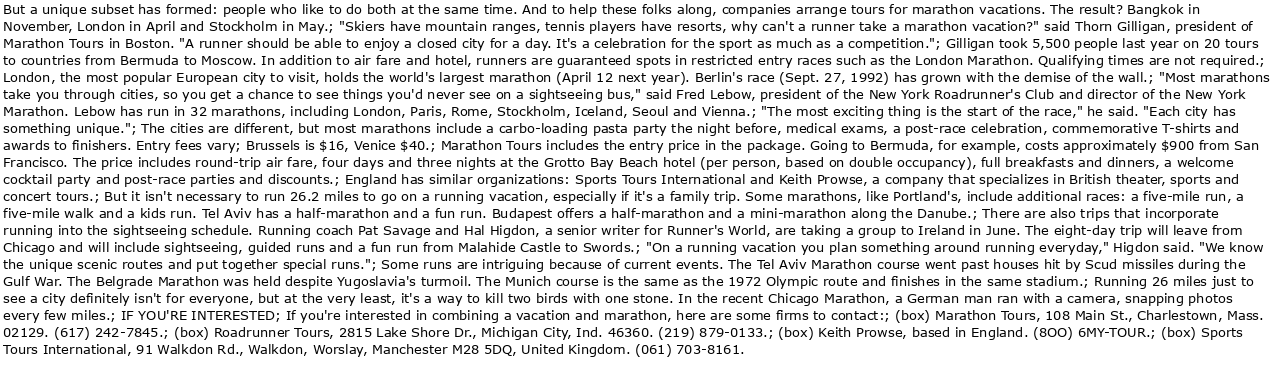 But a unique subset has formed: people who like to do both at the same time. And to help these folks along, companies arrange tours for marathon vacations. The result? Bangkok in
November, London in April and Stockholm in May.; "Skiers have mountain ranges, tennis players have resorts, why can't a runner take a marathon vacation?" said Thorn Gilligan, president of
Marathon Tours in Boston. "A runner should be able to enjoy a closed city for a day. It's a celebration for the sport as much as a competition."; Gilligan took 5,500 people last year on 20 tours
to countries from Bermuda to Moscow. In addition to air fare and hotel, runners are guaranteed spots in restricted entry races such as the London Marathon. Qualifying times are not required.;
London, the most popular European city to visit, holds the world's largest marathon (April 12 next year). Berlin's race (Sept. 27, 1992) has grown with the demise of the wall.; "Most marathons
take you through cities, so you get a chance to see things you'd never see on a sightseeing bus," said Fred Lebow, president of the New York Roadrunner's Club and director of the New York
Marathon. Lebow has run in 32 marathons, including London, Paris, Rome, Stockholm, Iceland, Seoul and Vienna.; "The most exciting thing is the start of the race," he said. "Each city has
something unique."; The cities are different, but most marathons include a carbo-loading pasta party the night before, medical exams, a post-race celebration, commemorative T-shirts and
awards to finishers. Entry fees vary; Brussels is $16, Venice $40.; Marathon Tours includes the entry price in the package. Going to Bermuda, for example, costs approximately $900 from San
Francisco. The price includes round-trip air fare, four days and three nights at the Grotto Bay Beach hotel (per person, based on double occupancy), full breakfasts and dinners, a welcome
cocktail party and post-race parties and discounts.; England has similar organizations: Sports Tours International and Keith Prowse, a company that specializes in British theater, sports and
concert tours.; But it isn't necessary to run 26.2 miles to go on a running vacation, especially if it's a family trip. Some marathons, like Portland's, include additional races: a five-mile run, a
five-mile walk and a kids run. Tel Aviv has a half-marathon and a fun run. Budapest offers a half-marathon and a mini-marathon along the Danube.; There are also trips that incorporate
running into the sightseeing schedule. Running coach Pat Savage and Hal Higdon, a senior writer for Runner's World, are taking a group to Ireland in June. The eight-day trip will leave from
Chicago and will include sightseeing, guided runs and a fun run from Malahide Castle to Swords.; "On a running vacation you plan something around running everyday," Higdon said. "We know
the unique scenic routes and put together special runs."; Some runs are intriguing because of current events. The Tel Aviv Marathon course went past houses hit by Scud missiles during the
Gulf War. The Belgrade Marathon was held despite Yugoslavia's turmoil. The Munich course is the same as the 1972 Olympic route and finishes in the same stadium.; Running 26 miles just to
see a city definitely isn't for everyone, but at the very least, it's a way to kill two birds with one stone. In the recent Chicago Marathon, a German man ran with a camera, snapping photos
every few miles.; IF YOU'RE INTERESTED; If you're interested in combining a vacation and marathon, here are some firms to contact:; (box) Marathon Tours, 108 Main St., Charlestown, Mass.
02129. (617) 242-7845.; (box) Roadrunner Tours, 2815 Lake Shore Dr., Michigan City, Ind. 46360. (219) 879-0133.; (box) Keith Prowse, based in England. (8OO) 6MY-TOUR.; (box) Sports
Tours International, 91 Walkdon Rd., Walkdon, Worslay, Manchester M28 5DQ, United Kingdom. (061) 703-8161.